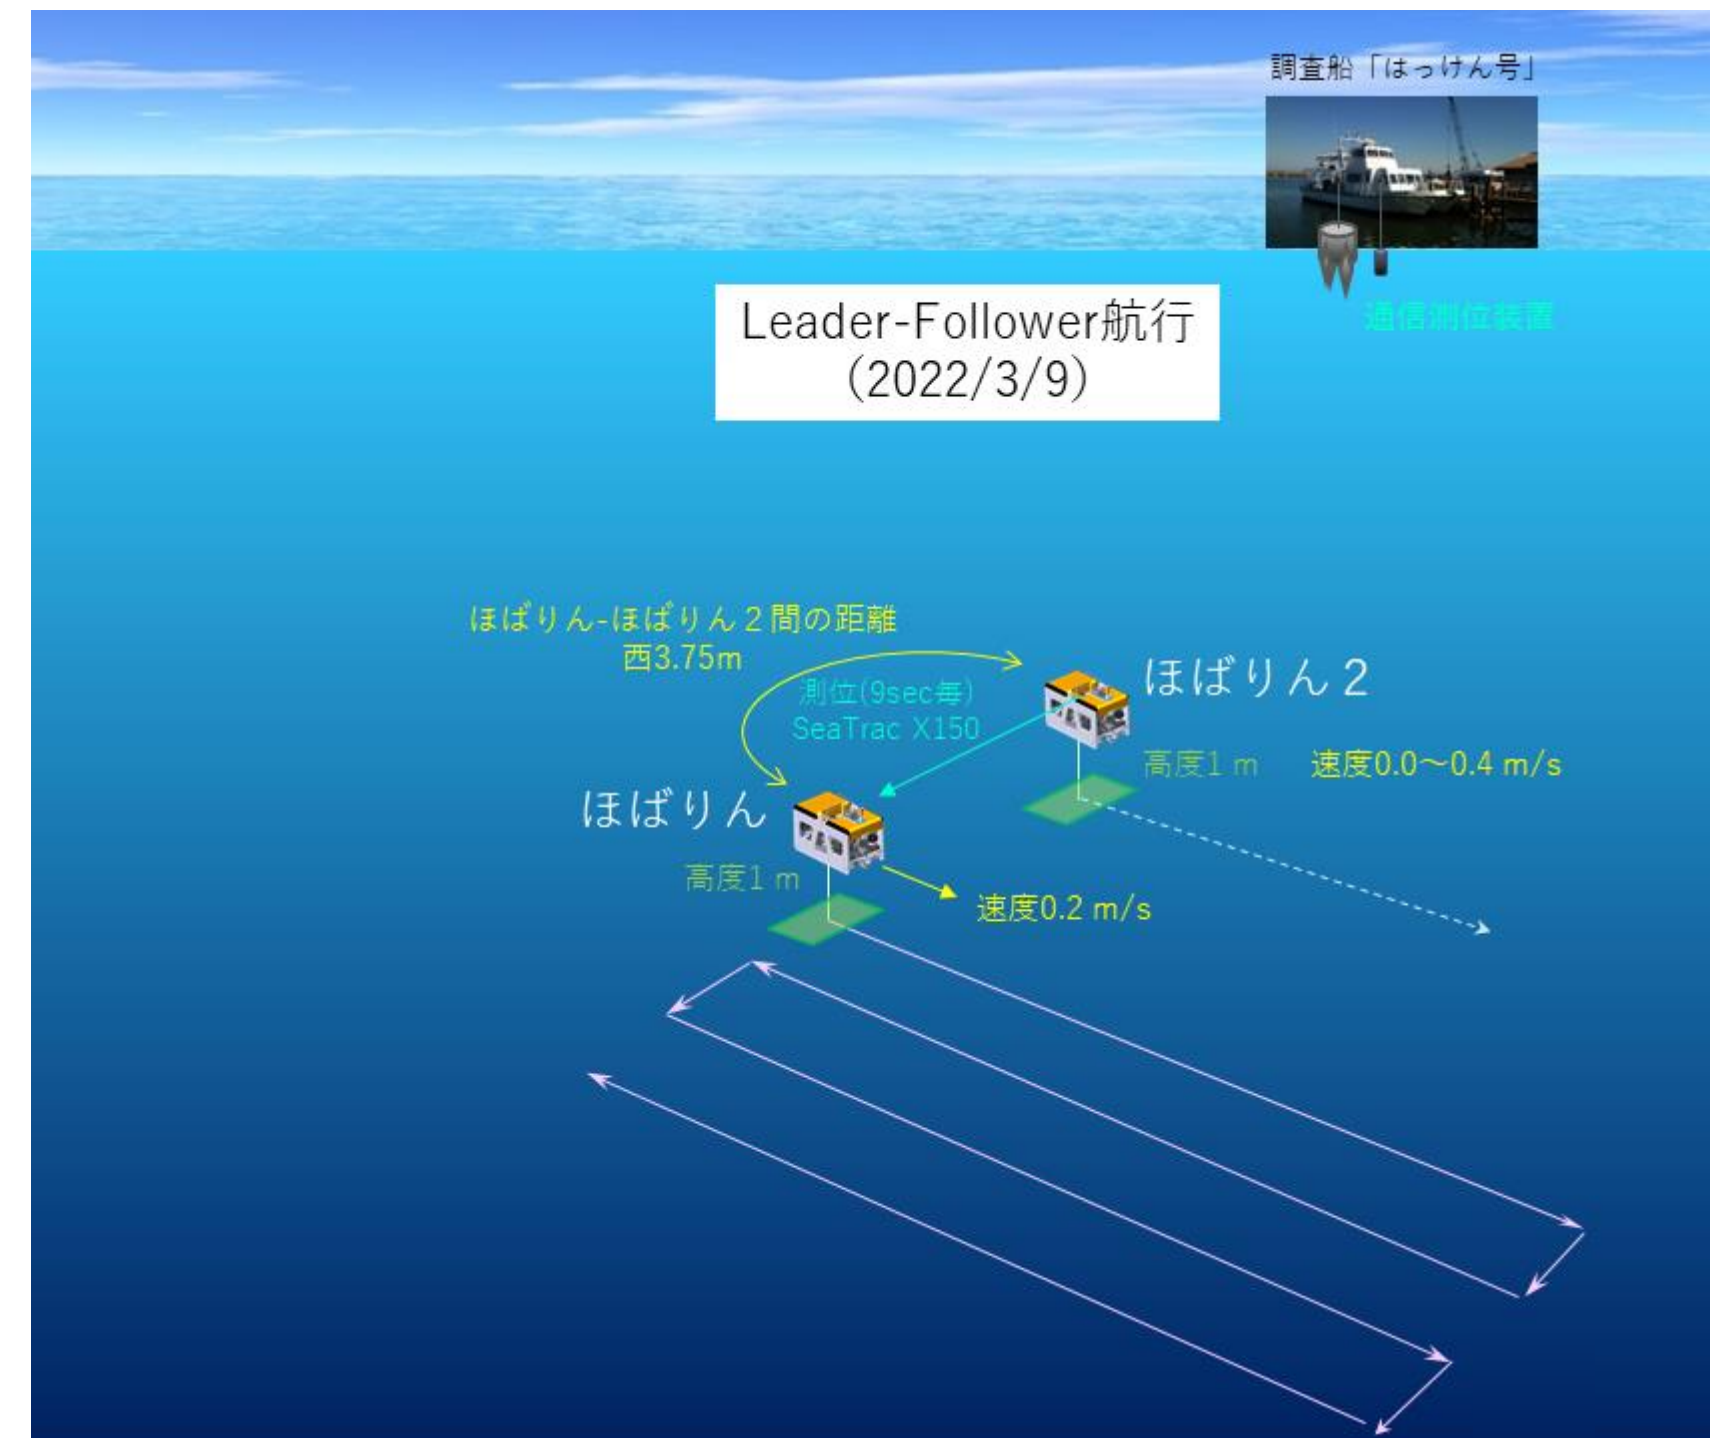 調査船「はっけん号」
通信測位装置
Leader-Follower航行
(2022/3/9)
ほばりん-ほばりん２間の距離
西3.75m
測位(9sec毎)
SeaTrac X150
ほばりん２
高度1 m
速度0.0～0.4 m/s
ほばりん
高度1 m
速度0.2 m/s